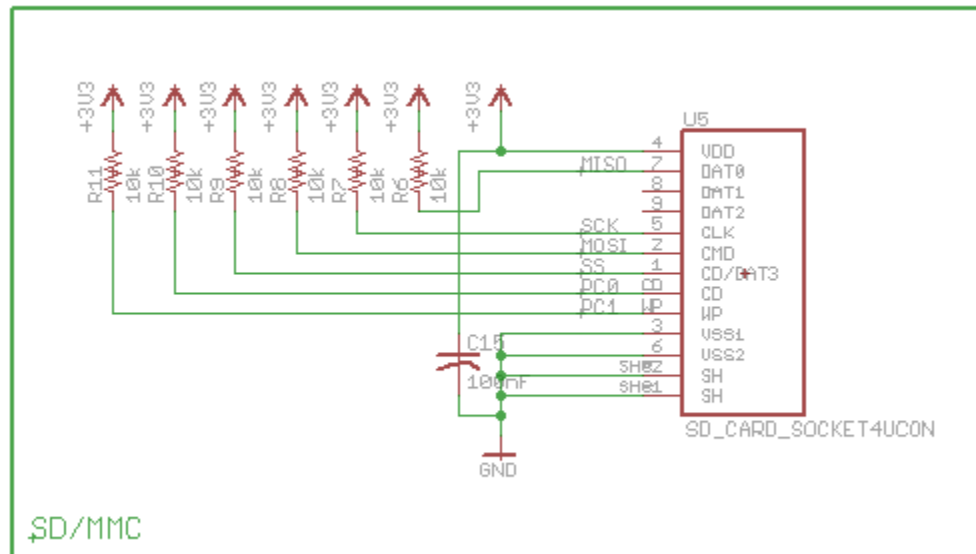 +3V3 +3V3 +3V3 +3V3 +3V3 +3V3 +3V3
R11 10k R10 10k R9 10k R8 10k R7 10k R6 10k
U5
4 VDD
MISO 7 DAT0
8 DAT1
9 DAT2
SCK 5 CLK
MOSI 2 CMD
SS 1 CD/DAT3
PC0 CD CD
PC1 WP WP
3 VSS1
6 VSS2
SH
SH
C15
100nF
SD_CARD_SOCKET4UCON
GND
SD/MMC